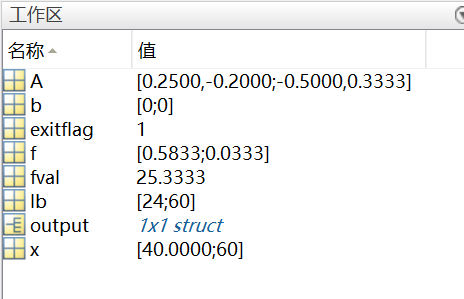 工作区
名称 值
A [0.2500,-0.2000;-0.5000,0.3333]
b [0;0]
exitflag 1
f [0.5833;0.0333]
fval 25.3333
lb [24;60]
output 1x1 struct
x [40.0000;60]